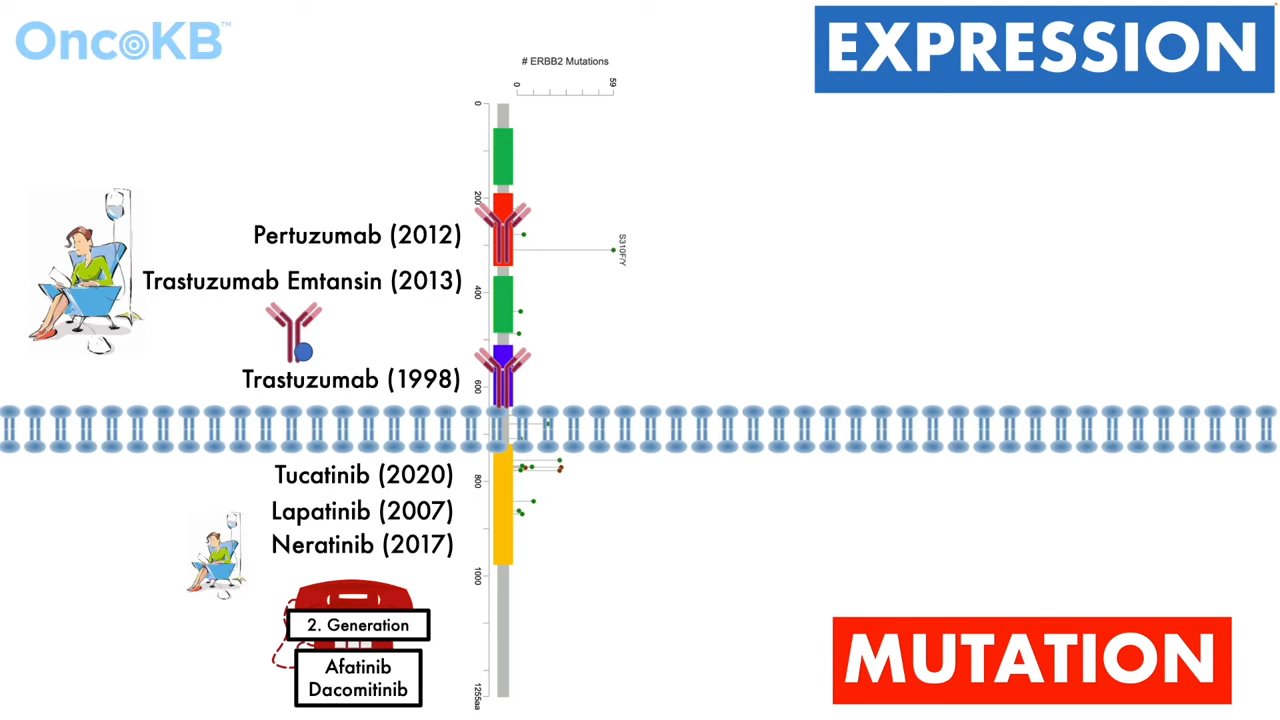 OncoKB™
EXPRESSION
# ERBB2 Mutations
0
59
0
200
S310F/Y
Pertuzumab (2012)
Trastuzumab Emtansin (2013)
400
Trastuzumab (1998)
600
Tucatinib (2020)
800
Lapatinib (2007)
Neratinib (2017)
1000
2. Generation
Afatinib
Dacomitinib
1255aa
MUTATION